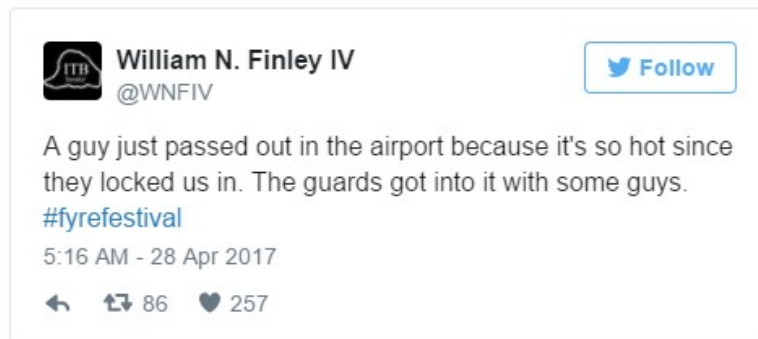 William N. Finley IV
@WNFIV
Follow
A guy just passed out in the airport because it's so hot since
they locked us in. The guards got into it with some guys.
#fyrefestival
5:16 AM - 28 Apr 2017
86 257